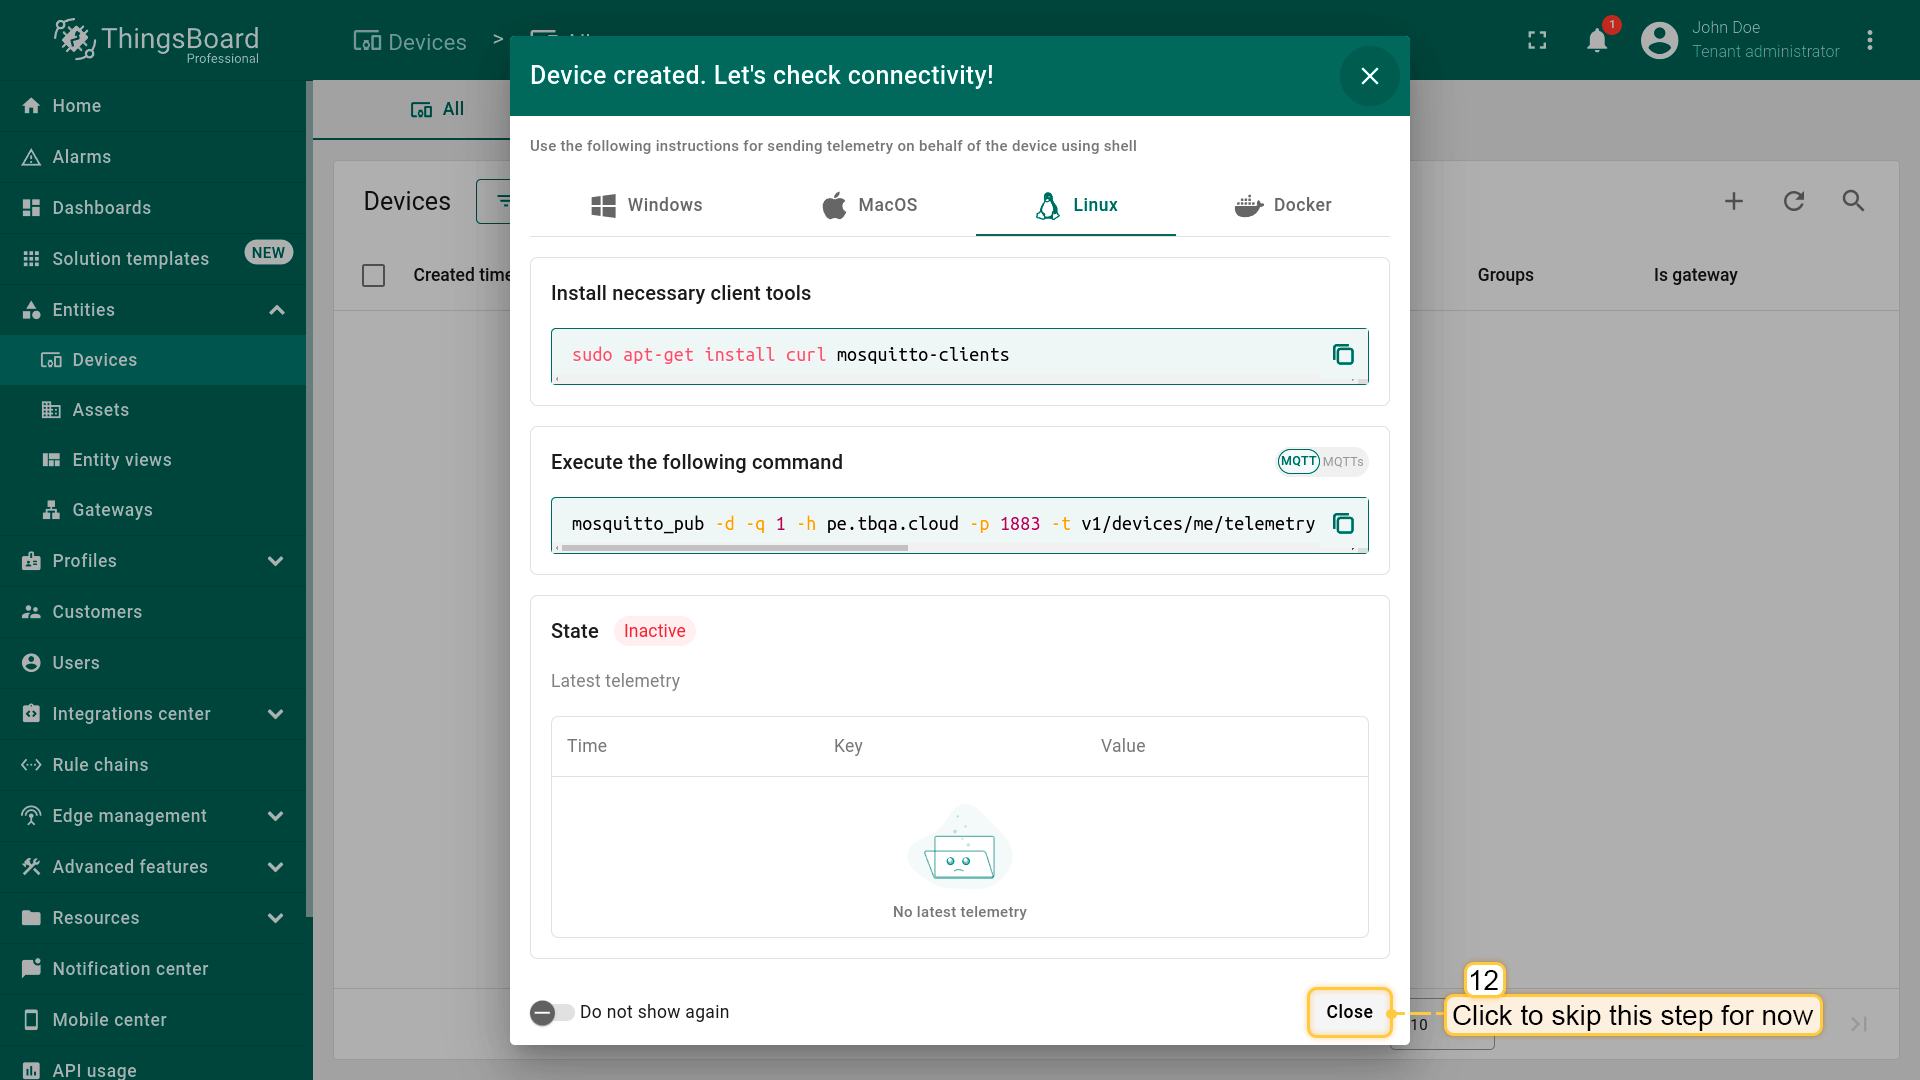 ThingsBoard
Professional
Devices >
1
John Doe
Tenant administrator
Home
Alarms
Dashboards
Solution templates NEW
Entities
Devices
Assets
Entity views
Gateways
Profiles
Customers
Users
Integrations center
Rule chains
Edge management
Advanced features
Resources
Notification center
Mobile center
API usage
All
Devices
Created time
Groups
Is gateway
Device created. Let's check connectivity!
Use the following instructions for sending telemetry on behalf of the device using shell
Windows MacOS Linux Docker
Install necessary client tools
sudo apt-get install curl mosquitto-clients
Execute the following command
MQTT MQTTs
mosquitto_pub -d -q 1 -h pe.tbqa.cloud -p 1883 -t v1/devices/me/telemetry
State Inactive
Latest telemetry
Time Key Value
No latest telemetry
Do not show again
Close
10
12
Click to skip this step for now